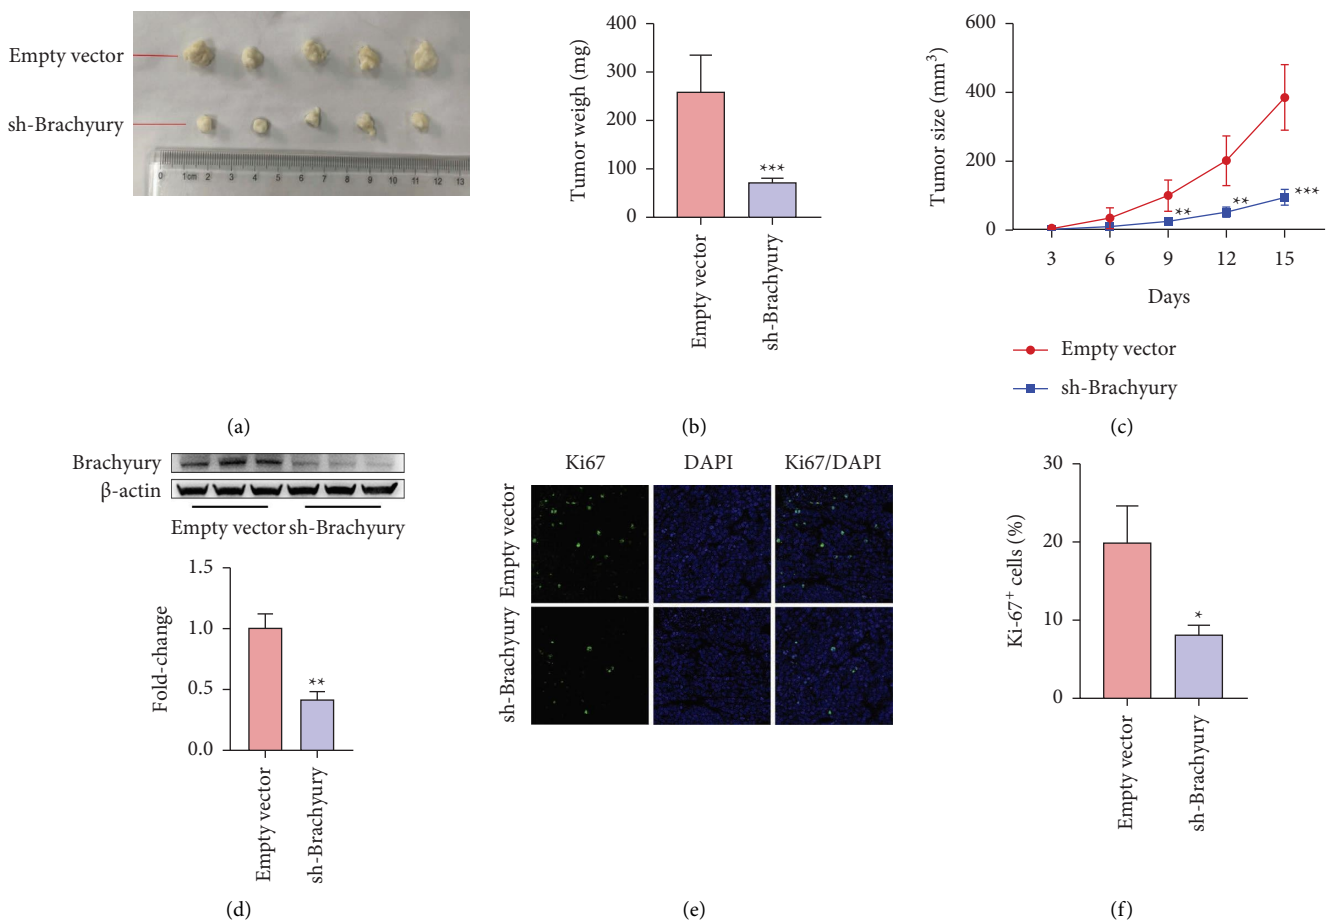 Empty vector
sh-Brachyury
0 1cm 2 3 4 5 6 7 8 9 10 11 12 13
(a)
Tumor weigh (mg)
400
300
200
100
0
***
Empty vector
sh-Brachyury
(b)
Tumor size (mm³)
600
400
200
0
**
**
***
3 6 9 12 15
Days
Empty vector
sh-Brachyury
(c)
Brachyury
β-actin
Empty vector sh-Brachyury
Fold-change
1.5
1.0
0.5
0.0
**
Empty vector
sh-Brachyury
(d)
Ki67 DAPI Ki67/DAPI
Empty vector
sh-Brachyury
(e)
Ki-67⁺ cells (%)
30
20
10
0
*
Empty vector
sh-Brachyury
(f)